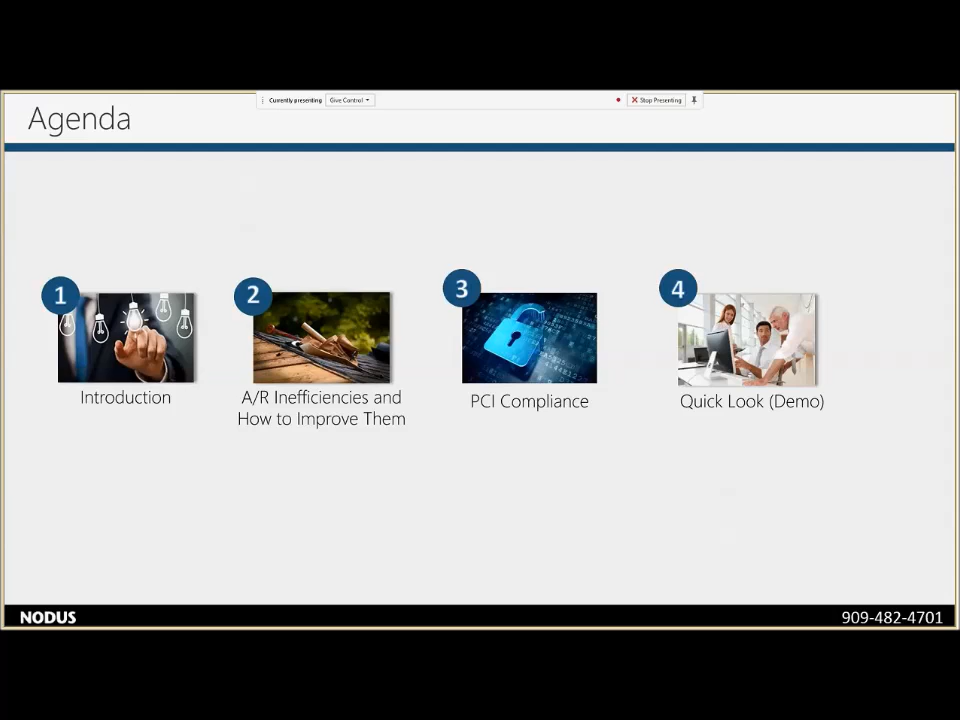 Currently presenting
Give Control
Stop Presenting
Agenda
1
2
3
4
Introduction
A/R Inefficiencies and
How to Improve Them
PCI Compliance
Quick Look (Demo)
NODUS
909-482-4701